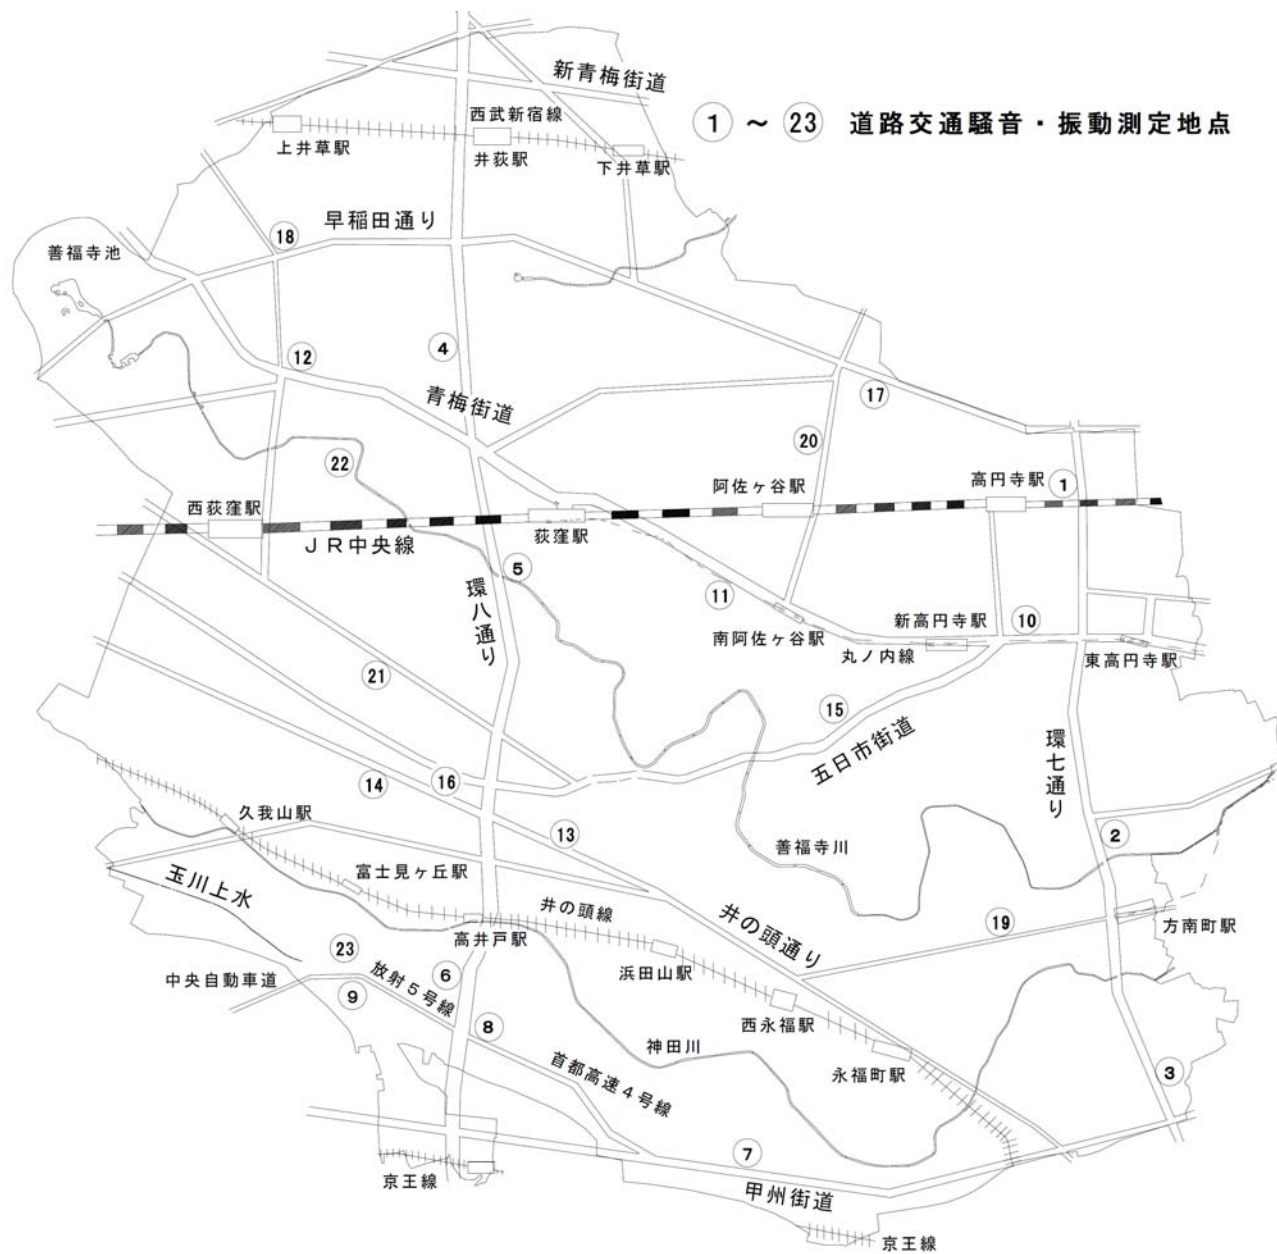 新青梅街道
① ～ ㉓ 道路交通騒音・振動測定地点
西武新宿線
上井草駅
井荻駅
下井草駅
早稲田通り
⑱
善福寺池
④
⑫
青梅街道
⑰
⑳
㉒
阿佐ヶ谷駅
高円寺駅
①
西荻窪駅
荻窪駅
ＪＲ中央線
⑤
環八通り
⑪
新高円寺駅
⑩
南阿佐ヶ谷駅
丸ノ内線
東高円寺駅
㉑
⑮
五日市街道
環七通り
⑭
⑯
久我山駅
⑬
②
善福寺川
富士見ヶ丘駅
玉川上水
井の頭線
井の頭通り
⑲
方南町駅
高井戸駅
㉓
⑥
浜田山駅
中央自動車道
放射５号線
⑨
⑧
西永福駅
神田川
永福町駅
③
首都高速４号線
⑦
京王線
甲州街道
京王線